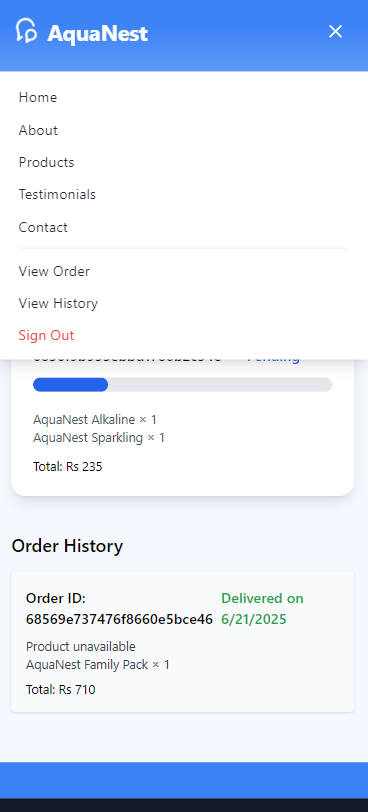 AquaNest
Home
About
Products
Testimonials
Contact
View Order
View History
Sign Out
Pending
AquaNest Alkaline × 1
AquaNest Sparkling × 1
Total: Rs 235
Order History
Order ID: Delivered on
68569e737476f8660e5bce46 6/21/2025
Product unavailable
AquaNest Family Pack × 1
Total: Rs 710